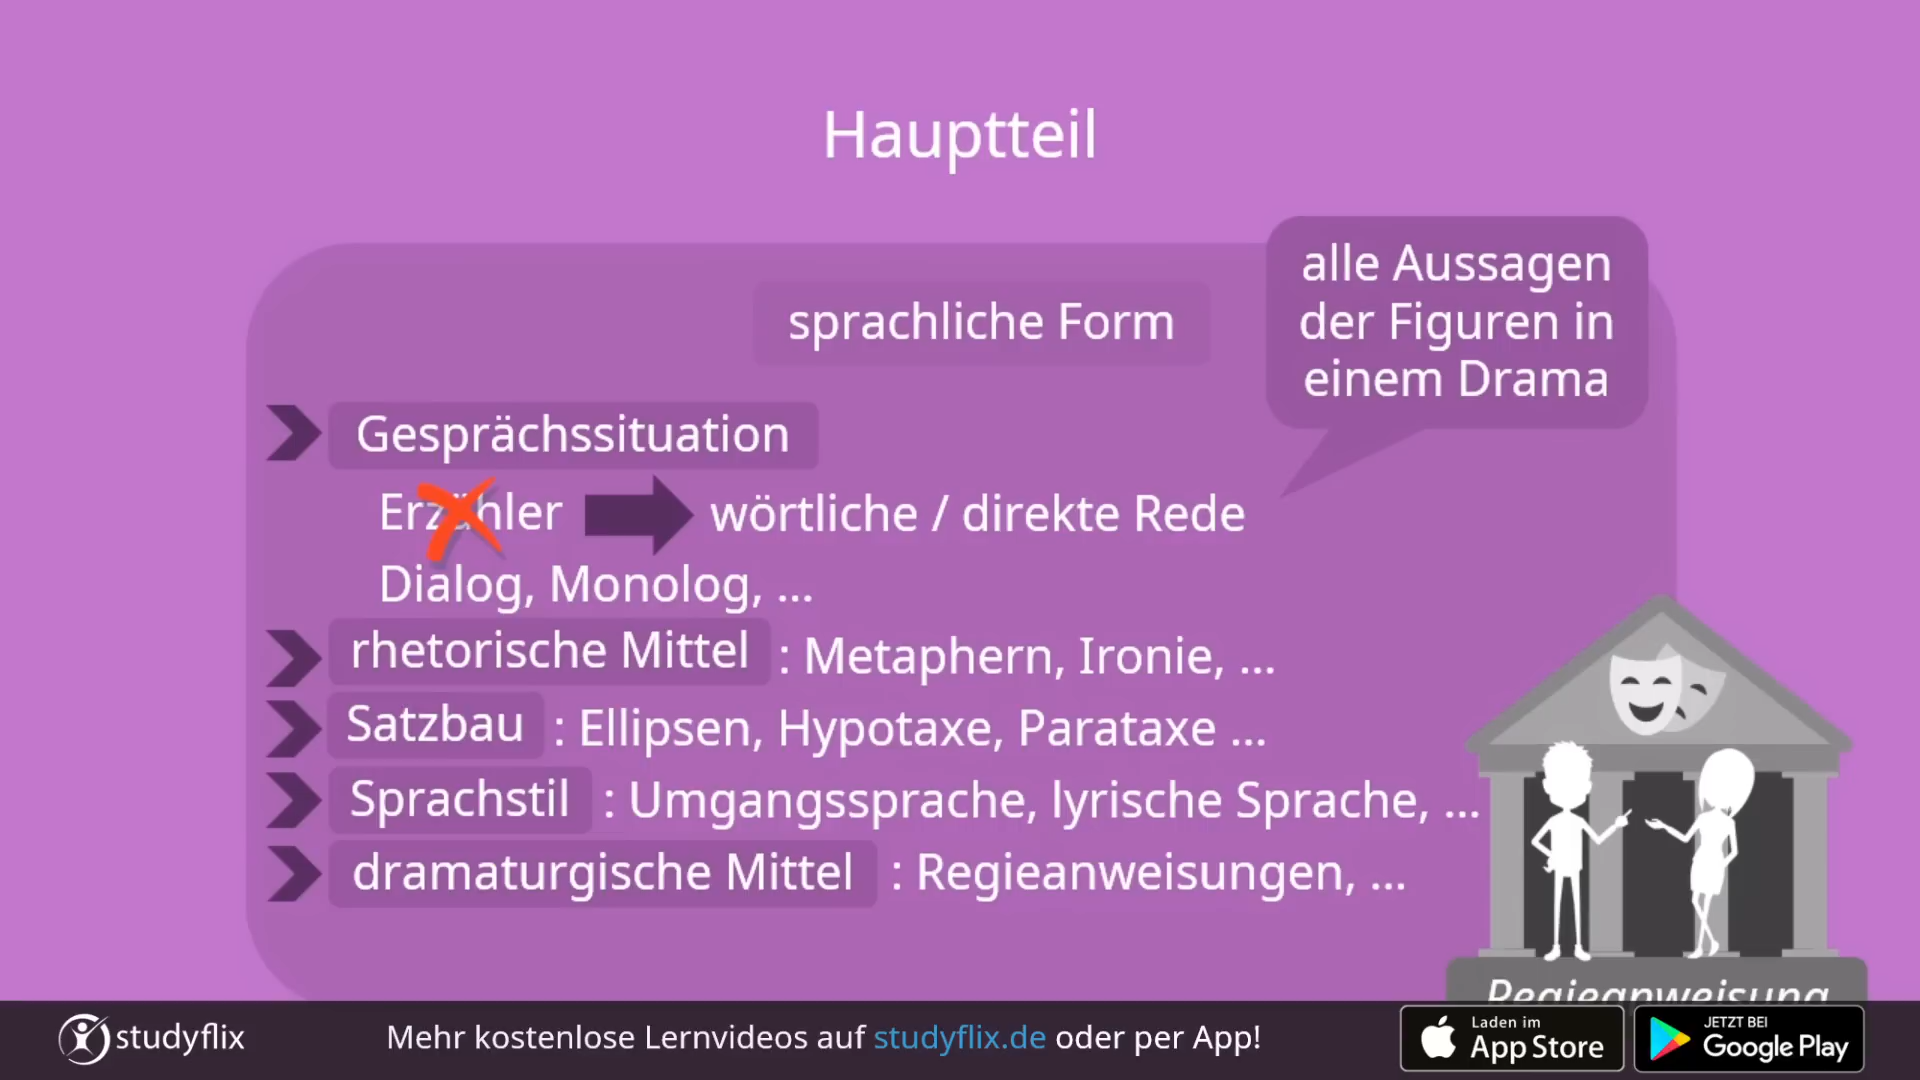 Hauptteil
alle Aussagen
der Figuren in
einem Drama
sprachliche Form
Gesprächssituation
Erzähler wörtliche / direkte Rede
Dialog, Monolog, ...
rhetorische Mittel : Metaphern, Ironie, ...
Satzbau : Ellipsen, Hypotaxe, Parataxe ...
Sprachstil : Umgangssprache, lyrische Sprache, ...
dramaturgische Mittel : Regieanweisungen, ...
Regieanweisung
studyflix
Mehr kostenlose Lernvideos auf studyflix.de oder per App!
Laden im
App Store
JETZT BEI
Google Play